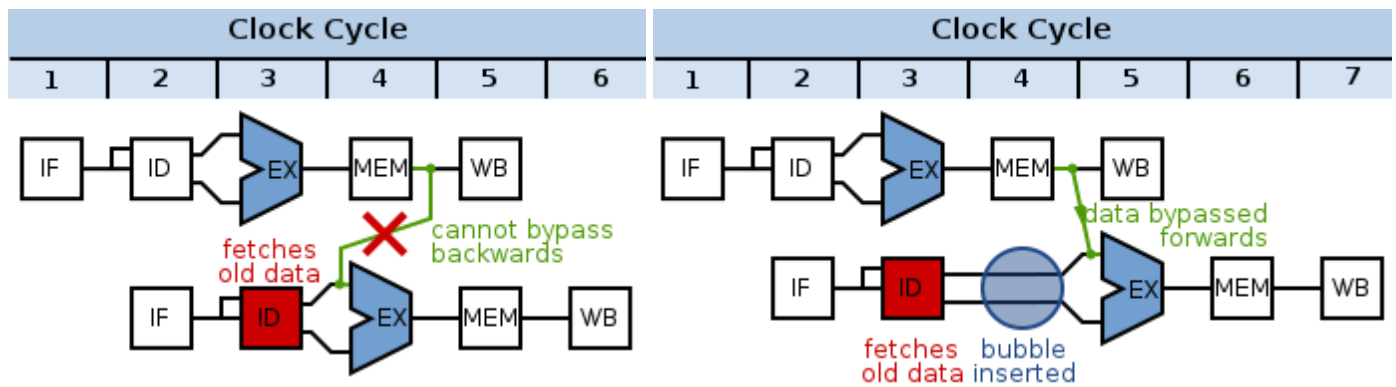 Clock Cycle
1 2 3 4 5 6
IF ID EX MEM WB
cannot bypass
backwards
fetches
old data
IF ID EX MEM WB
Clock Cycle
1 2 3 4 5 6 7
IF ID EX MEM WB
data bypassed
forwards
IF ID EX MEM WB
fetches
old data
bubble
inserted